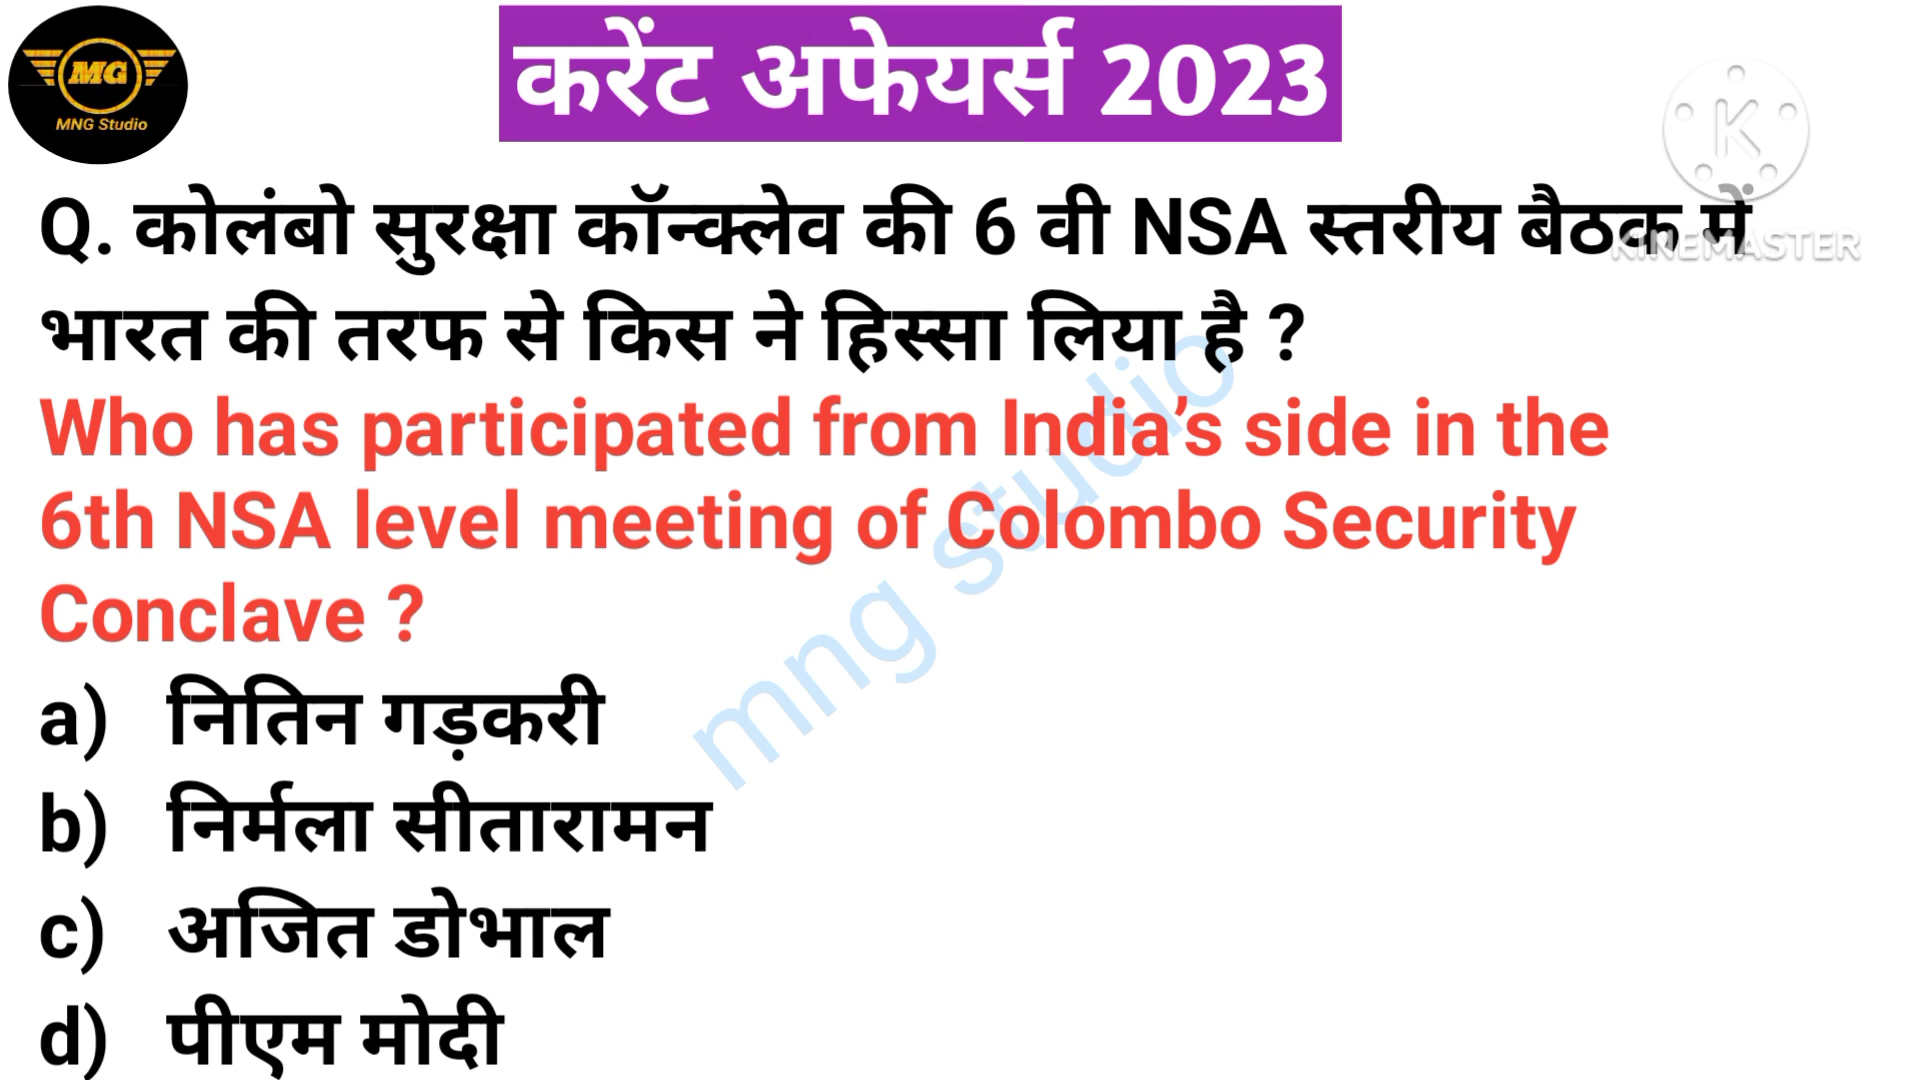 MG
MNG Studio
करेंट अफेयर्स 2023
K
KINEMASTER
Q. कोलंबो सुरक्षा कॉन्क्लेव की 6 वी NSA स्तरीय बैठक में
भारत की तरफ से किस ने हिस्सा लिया है ?
Who has participated from India’s side in the
6th NSA level meeting of Colombo Security
Conclave ?
mng studio
a) नितिन गड़करी
b) निर्मला सीतारामन
c) अजित डोभाल
d) पीएम मोदी